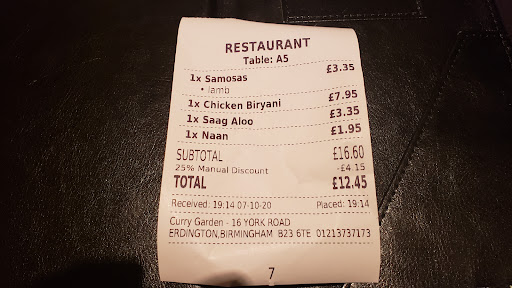 RESTAURANT
Table: A5
1x Samosas £3.35
• lamb
1x Chicken Biryani £7.95
1x Saag Aloo £3.35
1x Naan £1.95
SUBTOTAL £16.60
25% Manual Discount -£4.15
TOTAL £12.45
Received: 19:14 07-10-20 Placed: 19:14
Curry Garden - 16 YORK ROAD
ERDINGTON,BIRMINGHAM B23 6TE 01213737173
7